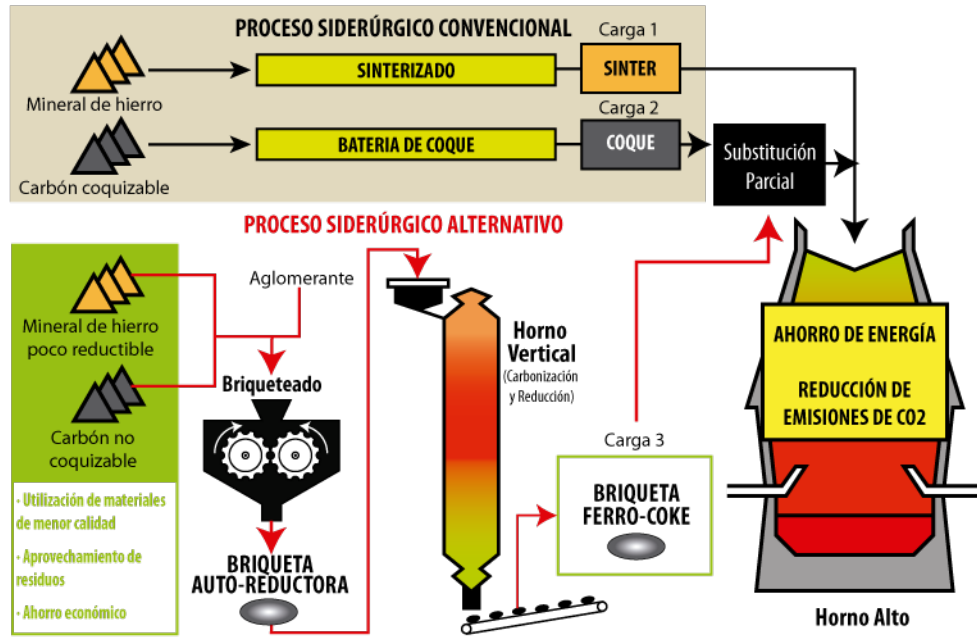 PROCESO SIDERÚRGICO CONVENCIONAL
Carga 1
SINTERIZADO
SINTER
Mineral de hierro
Carga 2
BATERIA DE COQUE
COQUE
Carbón coquizable
Substitución
Parcial
PROCESO SIDERÚRGICO ALTERNATIVO
Aglomerante
Mineral de hierro
poco reductible
Briqueteado
Carbón no
coquizable
· Utilización de materiales
de menor calidad
· Aprovechamiento de
residuos
· Ahorro económico
BRIQUETA
AUTO-REDUCTORA
Horno
Vertical
(Carbonización
y Reducción)
Carga 3
BRIQUETA
FERRO-COKE
AHORRO DE ENERGÍA
REDUCCIÓN DE
EMISIONES DE CO2
Horno Alto